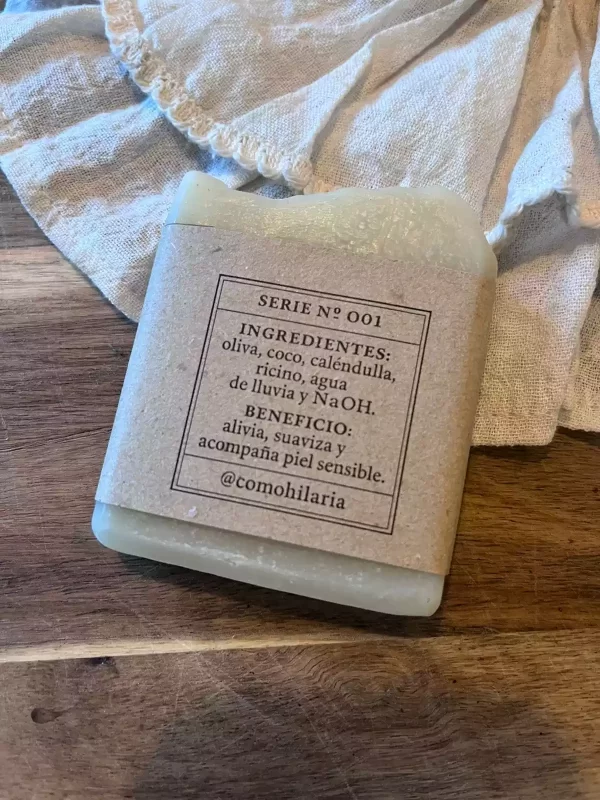 SERIE Nº 001
INGREDIENTES:
oliva, coco, caléndulla,
ricino, agua
de lluvia y NaOH.
BENEFICIO:
alivia, suaviza y
acompaña piel sensible.
@comohilaria